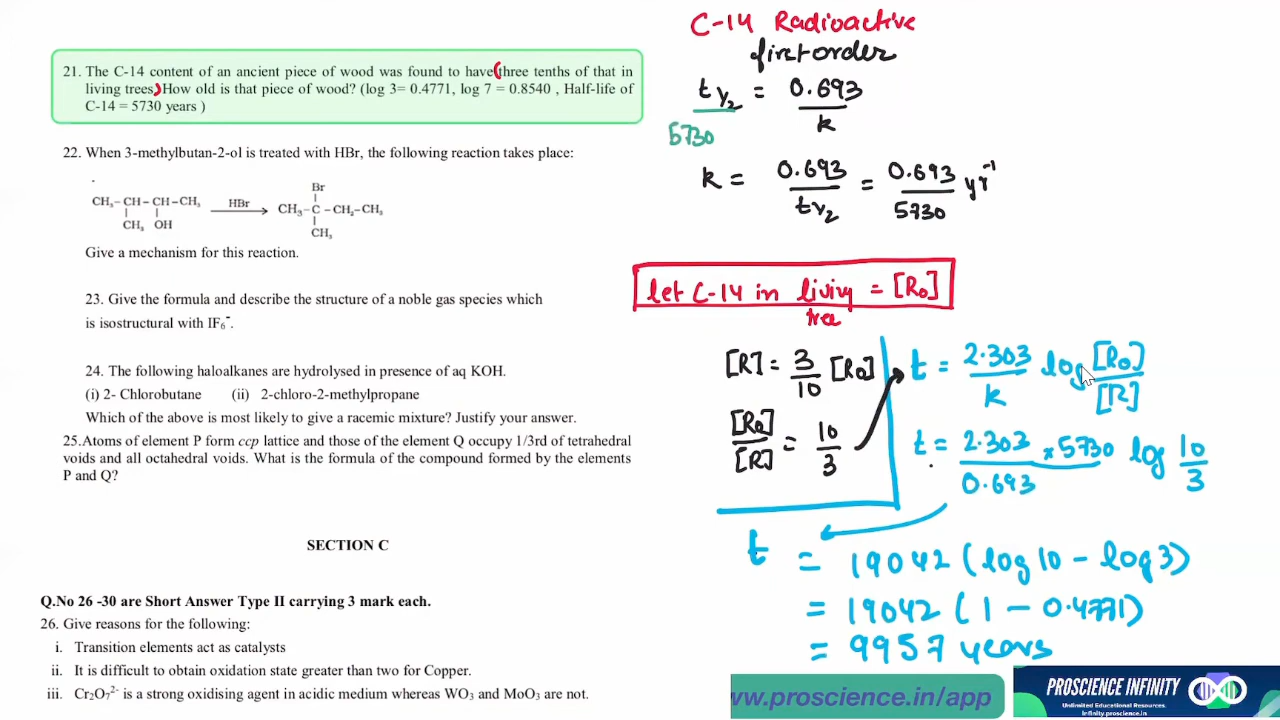 21. The C-14 content of an ancient piece of wood was found to have three tenths of that in
living trees. How old is that piece of wood? (log 3= 0.4771, log 7 = 0.8540 , Half-life of
C-14 = 5730 years )
22. When 3-methylbutan-2-ol is treated with HBr, the following reaction takes place:
Br
CH₃– CH – CH – CH₃ HBr CH₃– C – CH₂– CH₃
CH₃ OH CH₃
Give a mechanism for this reaction.
23. Give the formula and describe the structure of a noble gas species which
is isostructural with IF₆⁻.
24. The following haloalkanes are hydrolysed in presence of aq KOH.
(i) 2- Chlorobutane (ii) 2-chloro-2-methylpropane
Which of the above is most likely to give a racemic mixture? Justify your answer.
25.Atoms of element P form ccp lattice and those of the element Q occupy 1/3rd of tetrahedral
voids and all octahedral voids. What is the formula of the compound formed by the elements
P and Q?
SECTION C
Q.No 26 -30 are Short Answer Type II carrying 3 mark each.
26. Give reasons for the following:
i. Transition elements act as catalysts
ii. It is difficult to obtain oxidation state greater than two for Copper.
iii. Cr₂O₇²⁻ is a strong oxidising agent in acidic medium whereas WO₃ and MoO₃ are not.
C-14 Radioactive
first order
t½ = 0.693/k
5730
k = 0.693/t½ = 0.693/5730 yr⁻¹
let C-14 in living = [R₀]
tree
[R] = 3/10 [R₀]
[R₀]/[R] = 10/3
t = 2.303/k log [R₀]/[R]
t = 2.303/0.693 × 5730 log 10/3
t = 19042 (log 10 – log 3)
= 19042 (1 – 0.4771)
= 9957 years
ww.proscience.in/app
PROSCIENCE INFINITY
Unlimited Educational Resources.
infinity.proscience.in